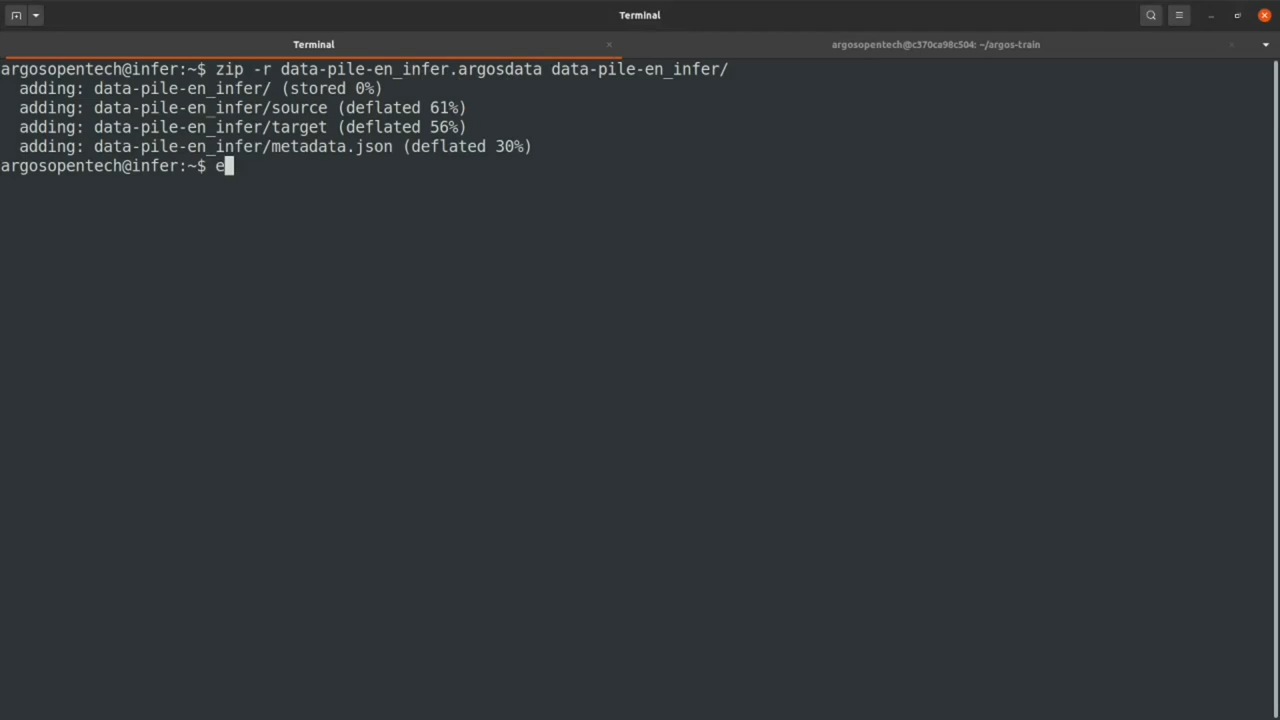 Terminal
Terminal
argosopentech@c370ca98c504: ~/argos-train
argosopentech@infer:~$ zip -r data-pile-en_infer.argosdata data-pile-en_infer/
  adding: data-pile-en_infer/ (stored 0%)
  adding: data-pile-en_infer/source (deflated 61%)
  adding: data-pile-en_infer/target (deflated 56%)
  adding: data-pile-en_infer/metadata.json (deflated 30%)
argosopentech@infer:~$ e